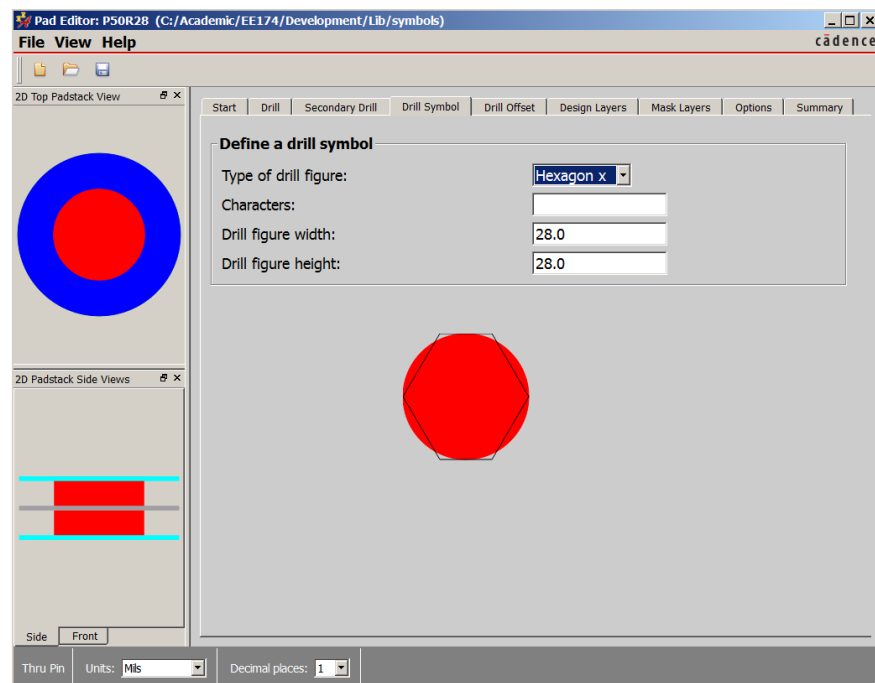 Pad Editor: P50R28 (C:/Academic/EE174/Development/Lib/symbols)
File View Help
cādence
2D Top Padstack View
Start Drill Secondary Drill Drill Symbol Drill Offset Design Layers Mask Layers Options Summary
Define a drill symbol
Type of drill figure: Hexagon x
Characters:
Drill figure width: 28.0
Drill figure height: 28.0
2D Padstack Side Views
Side Front
Thru Pin Units: Mils Decimal places: 1